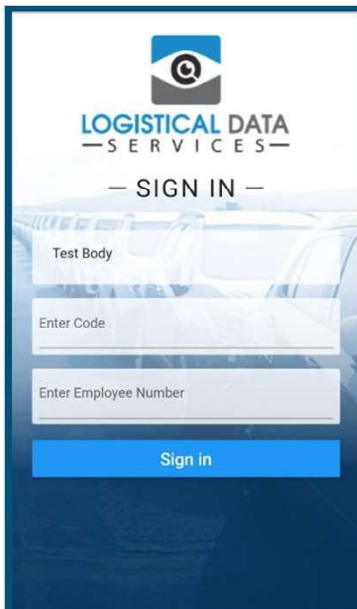 LOGISTICAL DATA
SERVICES
— SIGN IN —
Test Body
Enter Code
Enter Employee Number
Sign in